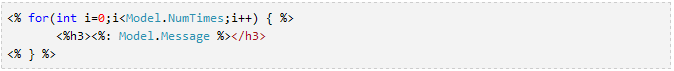 <% for(int i=0;i<Model.NumTimes;i++) { %>
<%h3><%: Model.Message %></h3>
<% } %>